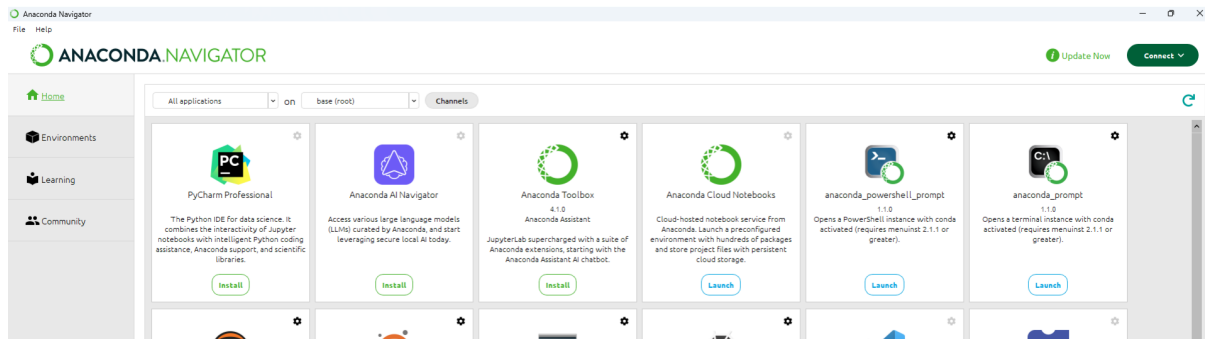 Anaconda Navigator
File Help
ANACONDA.NAVIGATOR
i Update Now
Connect
Home
Environments
Learning
Community
All applications on base (root) Channels
PC
PyCharm Professional
The Python IDE for data science. It
combines the interactivity of Jupyter
notebooks with intelligent Python coding
assistance, Anaconda support, and scientific
libraries.
Install
Anaconda AI Navigator
Access various large language models
(LLMs) curated by Anaconda, and start
leveraging secure local AI today.
Install
Anaconda Toolbox
4.1.0
Anaconda Assistant
JupyterLab supercharged with a suite of
Anaconda extensions, starting with the
Anaconda Assistant AI chatbot.
Install
Anaconda Cloud Notebooks
Cloud-hosted notebook service from
Anaconda. Launch a preconfigured
environment with hundreds of packages
and store project files with persistent
cloud storage.
Launch
anaconda_powershell_prompt
1.1.0
Opens a PowerShell instance with conda
activated (requires menuinst 2.1.1 or
greater).
Launch
C:\
anaconda_prompt
1.1.0
Opens a terminal instance with conda
activated (requires menuinst 2.1.1 or
greater).
Launch